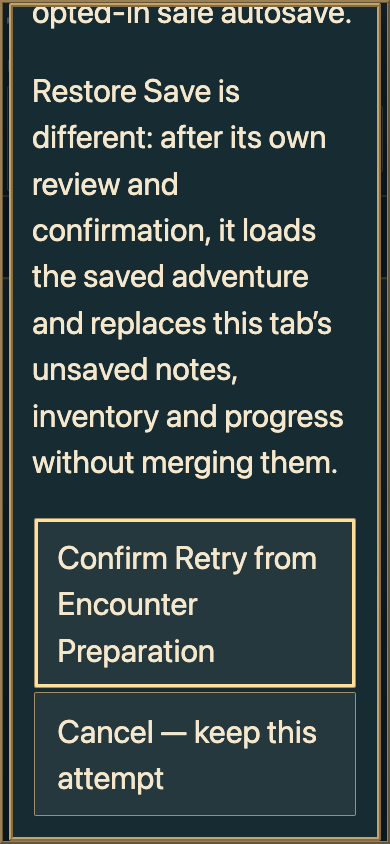 opted-in safe autosave.
Restore Save is
different: after its own
review and
confirmation, it loads
the saved adventure
and replaces this tab’s
unsaved notes,
inventory and progress
without merging them.
Confirm Retry from
Encounter
Preparation
Cancel — keep this
attempt